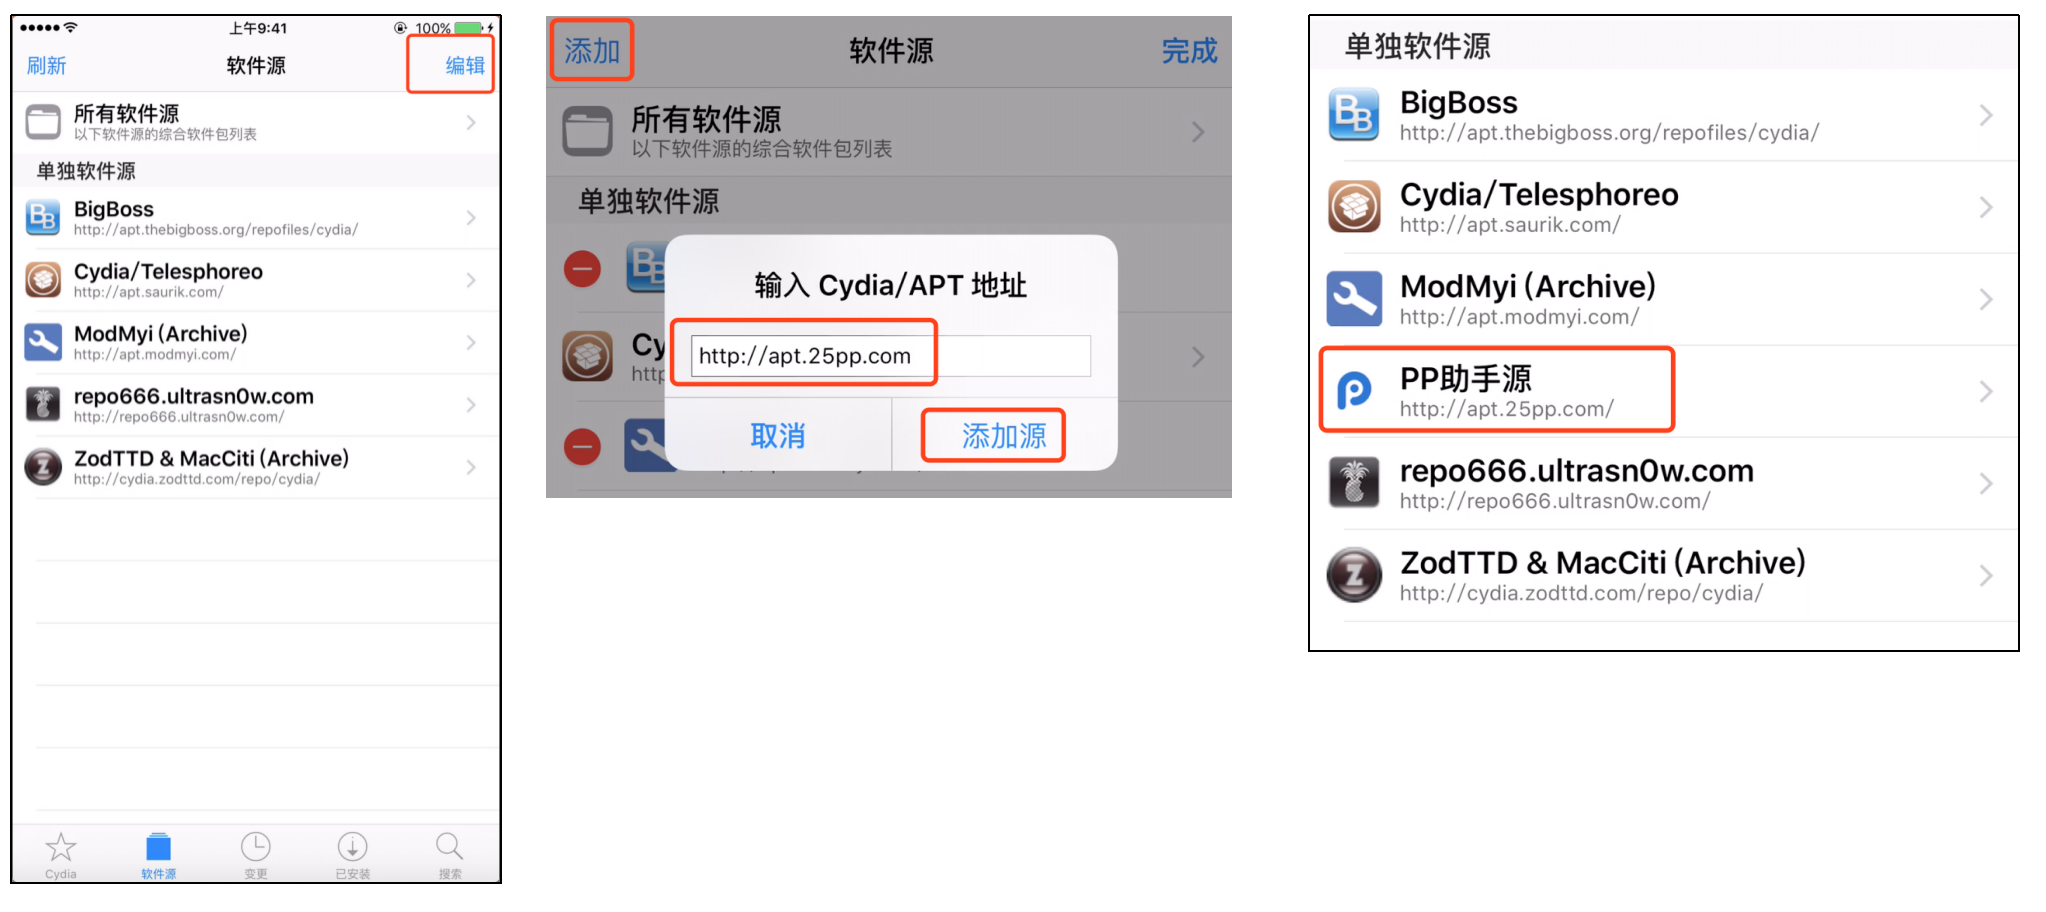 上午9:41
100%
刷新
软件源
编辑
所有软件源
以下软件源的综合软件包列表
单独软件源
BigBoss
http://apt.thebigboss.org/repofiles/cydia/
Cydia/Telesphoreo
http://apt.saurik.com/
ModMyi (Archive)
http://apt.modmyi.com/
repo666.ultrasn0w.com
http://repo666.ultrasn0w.com/
ZodTTD & MacCiti (Archive)
http://cydia.zodttd.com/repo/cydia/
Cydia
软件源
变更
已安装
搜索
添加
软件源
完成
所有软件源
以下软件源的综合软件包列表
单独软件源
输入 Cydia/APT 地址
http://apt.25pp.com
取消
添加源
单独软件源
BigBoss
http://apt.thebigboss.org/repofiles/cydia/
Cydia/Telesphoreo
http://apt.saurik.com/
ModMyi (Archive)
http://apt.modmyi.com/
PP助手源
http://apt.25pp.com/
repo666.ultrasn0w.com
http://repo666.ultrasn0w.com/
ZodTTD & MacCiti (Archive)
http://cydia.zodttd.com/repo/cydia/